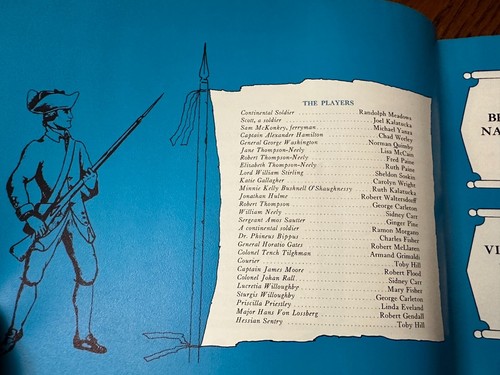 THE PLAYERS
Continental Soldier Randolph Meadows
Scott, a soldier Joel Kalatucka
Sam McKonkey, ferryman Michael
Captain Alexander Hamilton Chad Worley
General George Washington Norman Quimby
Jane Thompson-Neely Lisa McCain
Robert Thompson-Neely Fred Paine
Elizabeth Thompson-Neely Ruth Paine
Lord William Stirling Sheldon Soskin
Katie Gallagher Carolyn Wright
Minnie Kelly Bushnell O'Shaughnessy Ruth Kalatucka
Jonathan Hulme Robert Waltersdorff
Robert Thompson George Carleton
William Neely Sidney Carr
Sergeant Amos Sautter Ginger Pine
A continental soldier Ramon Morgano
Dr. Phineus Bippus Charles Fisher
General Horatio Gates Robert McLaren
Colonel Tench Tilghman Armand Grimaldi
Courier Toby Hill
Captain James Moore Robert Flood
Colonel Johan Rall Sidney Carr
Lucretia Willoughby Mary Fisher
Sturgis Willoughby George Carleton
Priscilla Priestley Linda Eveland
Major Hans Von Lossberg Robert Gendall
Hessian Sentry Toby Hill
NA
VI